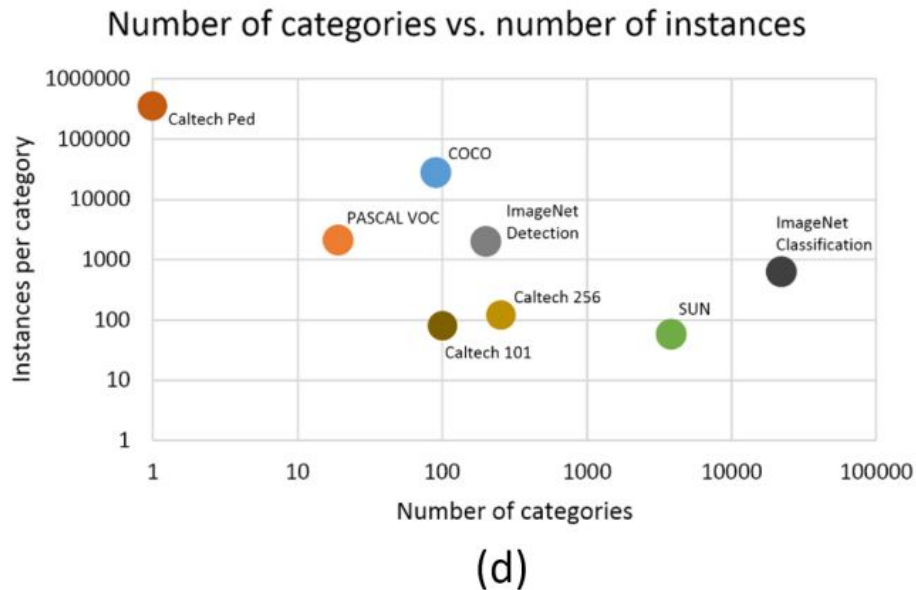 Number of categories vs. number of instances
Instances per category
1000000
100000
10000
1000
100
10
1
Caltech Ped
COCO
PASCAL VOC
ImageNet
Detection
ImageNet
Classification
Caltech 256
SUN
Caltech 101
1 10 100 1000 10000 100000
Number of categories
(d)